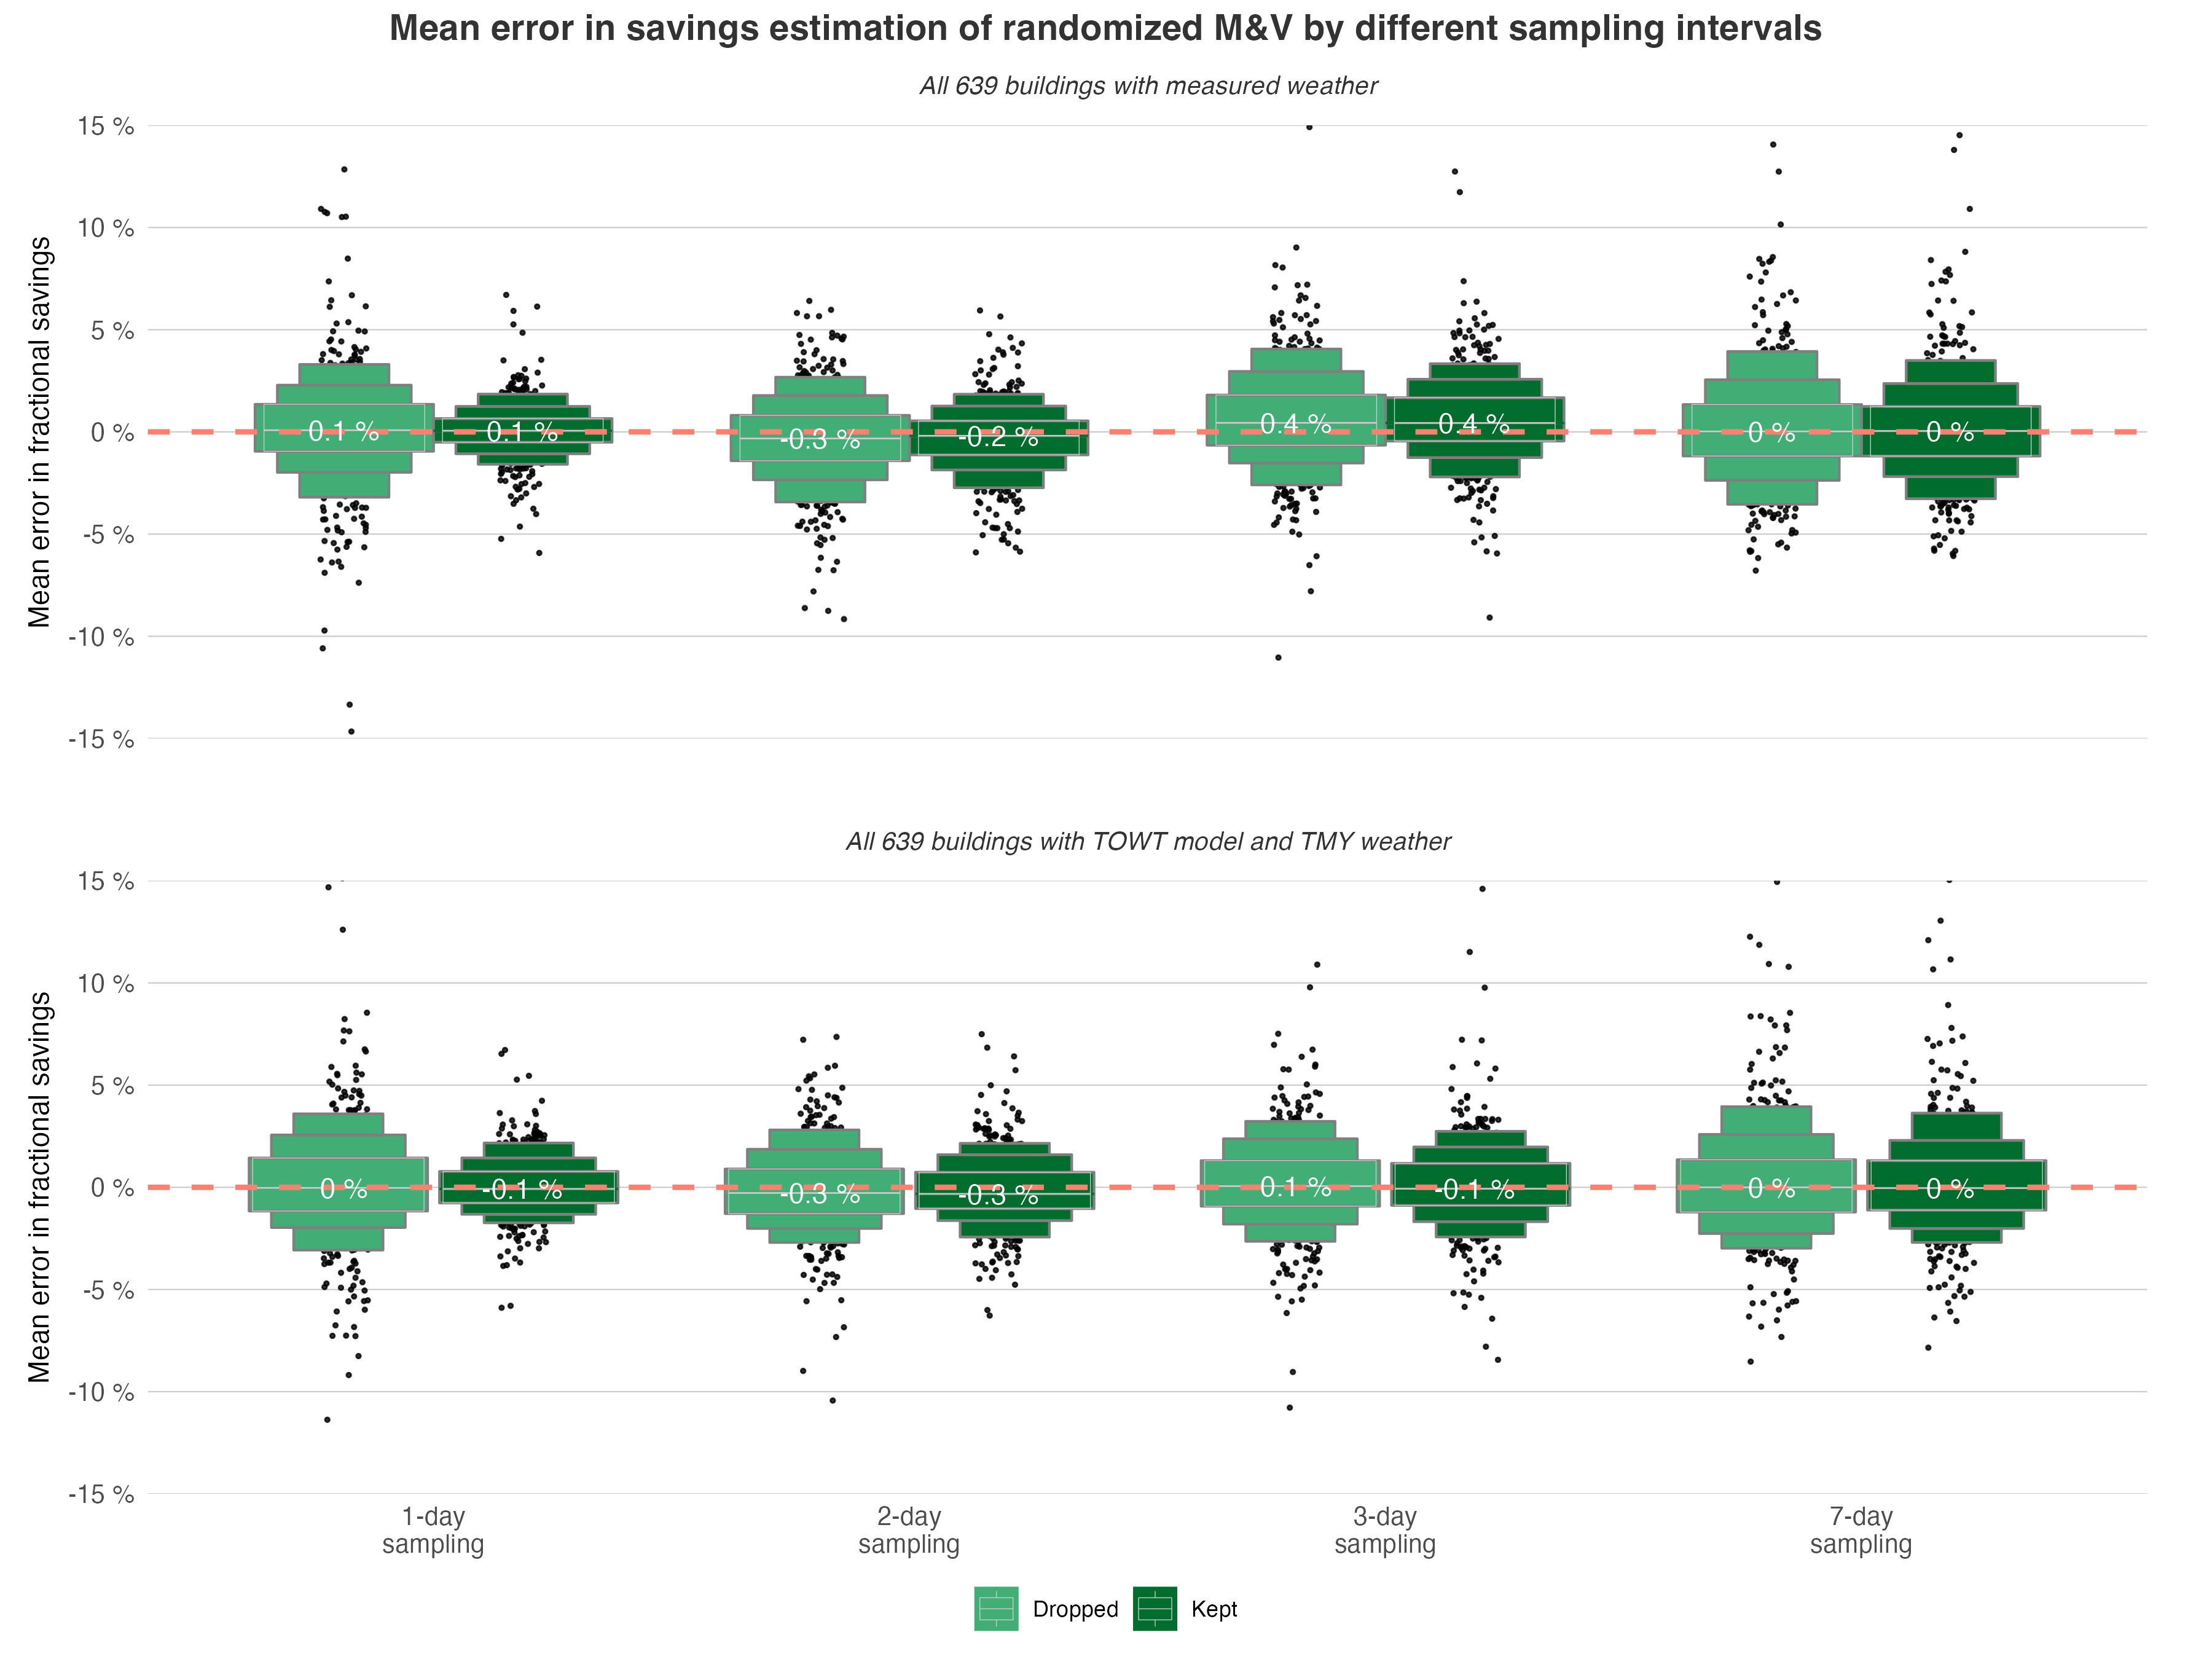 Mean error in savings estimation of randomized M&V by different sampling intervals
All 639 buildings with measured weather
Mean error in fractional savings
15 %
10 %
5 %
0 %
-5 %
-10 %
-15 %
0.1 %
0.1 %
-0.3 %
-0.2 %
0.4 %
0.4 %
0 %
0 %
All 639 buildings with TOWT model and TMY weather
Mean error in fractional savings
15 %
10 %
5 %
0 %
-5 %
-10 %
-15 %
0 %
-0.1 %
-0.3 %
-0.3 %
0.1 %
-0.1 %
0 %
0 %
1-day
sampling
2-day
sampling
3-day
sampling
7-day
sampling
Dropped
Kept